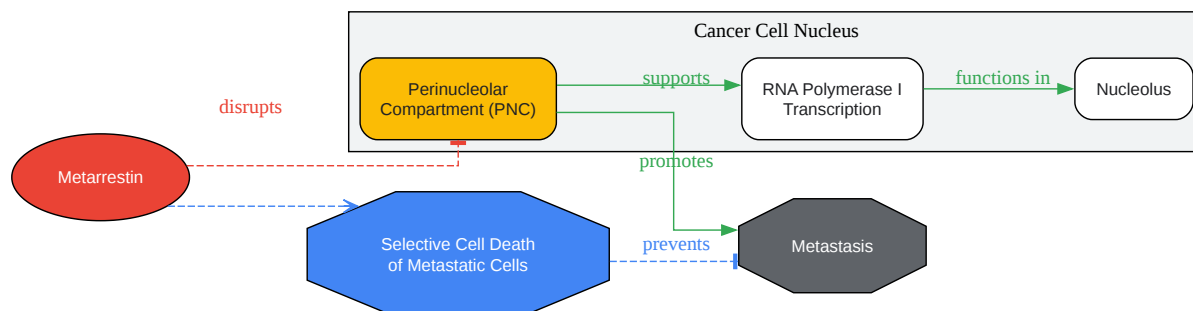 Cancer Cell Nucleus
Perinucleolar
Compartment (PNC)
supports
RNA Polymerase I
Transcription
functions in
Nucleolus
disrupts
promotes
Metarrestin
Selective Cell Death
of Metastatic Cells
prevents
Metastasis